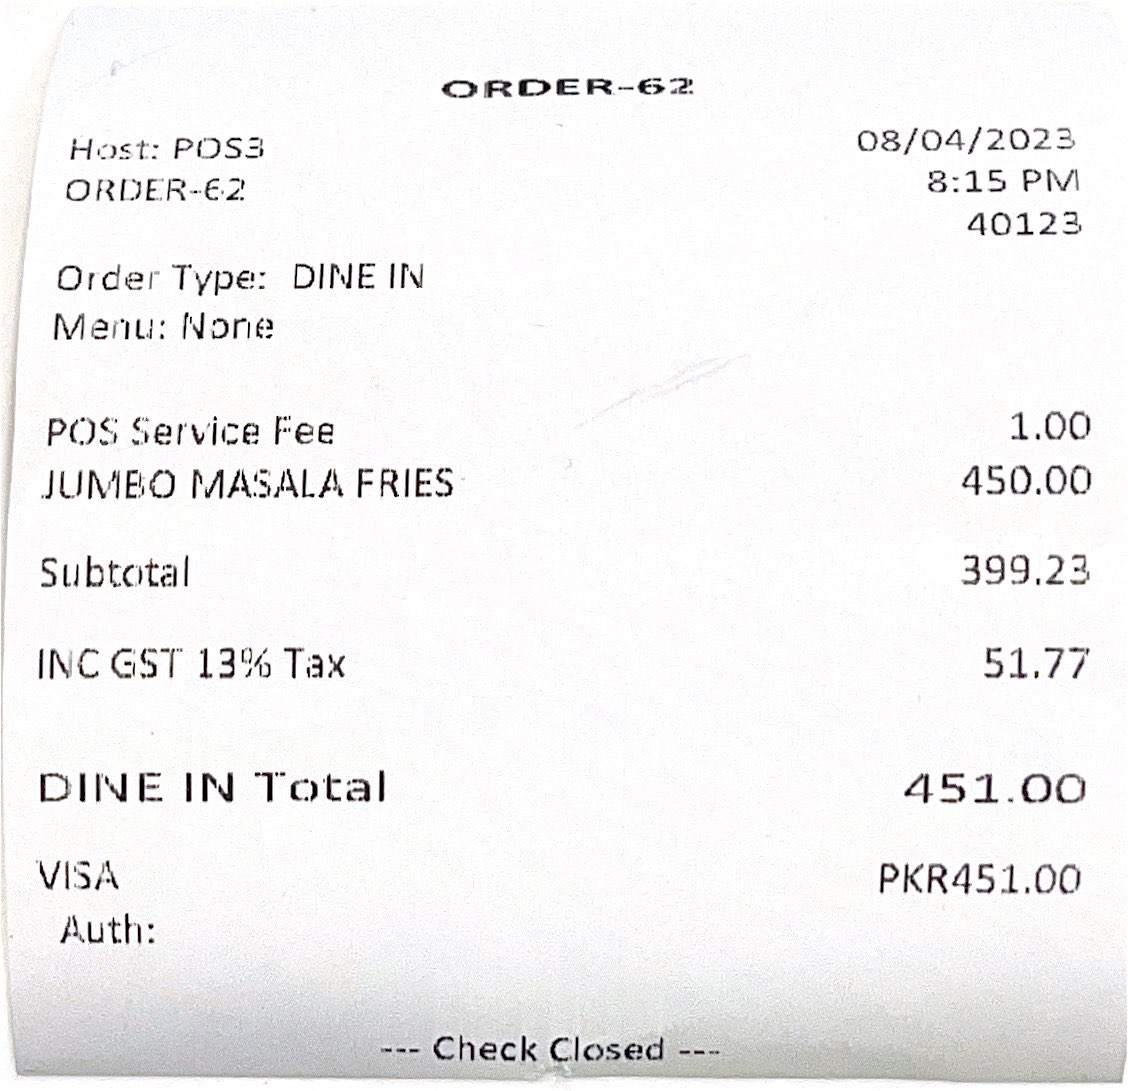 ORDER-62
Host: POS3 08/04/2023
ORDER-62 8:15 PM
40123
Order Type: DINE IN
Menu: None
POS Service Fee 1.00
JUMBO MASALA FRIES 450.00
Subtotal 399.23
INC GST 13% Tax 51.77
DINE IN Total 451.00
VISA PKR451.00
Auth:
--- Check Closed ---